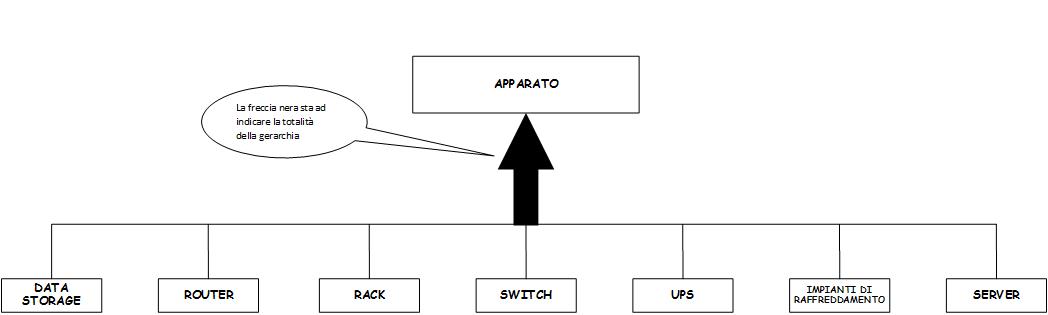 APPARATO
La freccia nera sta ad
indicare la totalità
della gerarchia
DATA
STORAGE
ROUTER
RACK
SWITCH
UPS
IMPIANTI DI
RAFFREDDAMENTO
SERVER